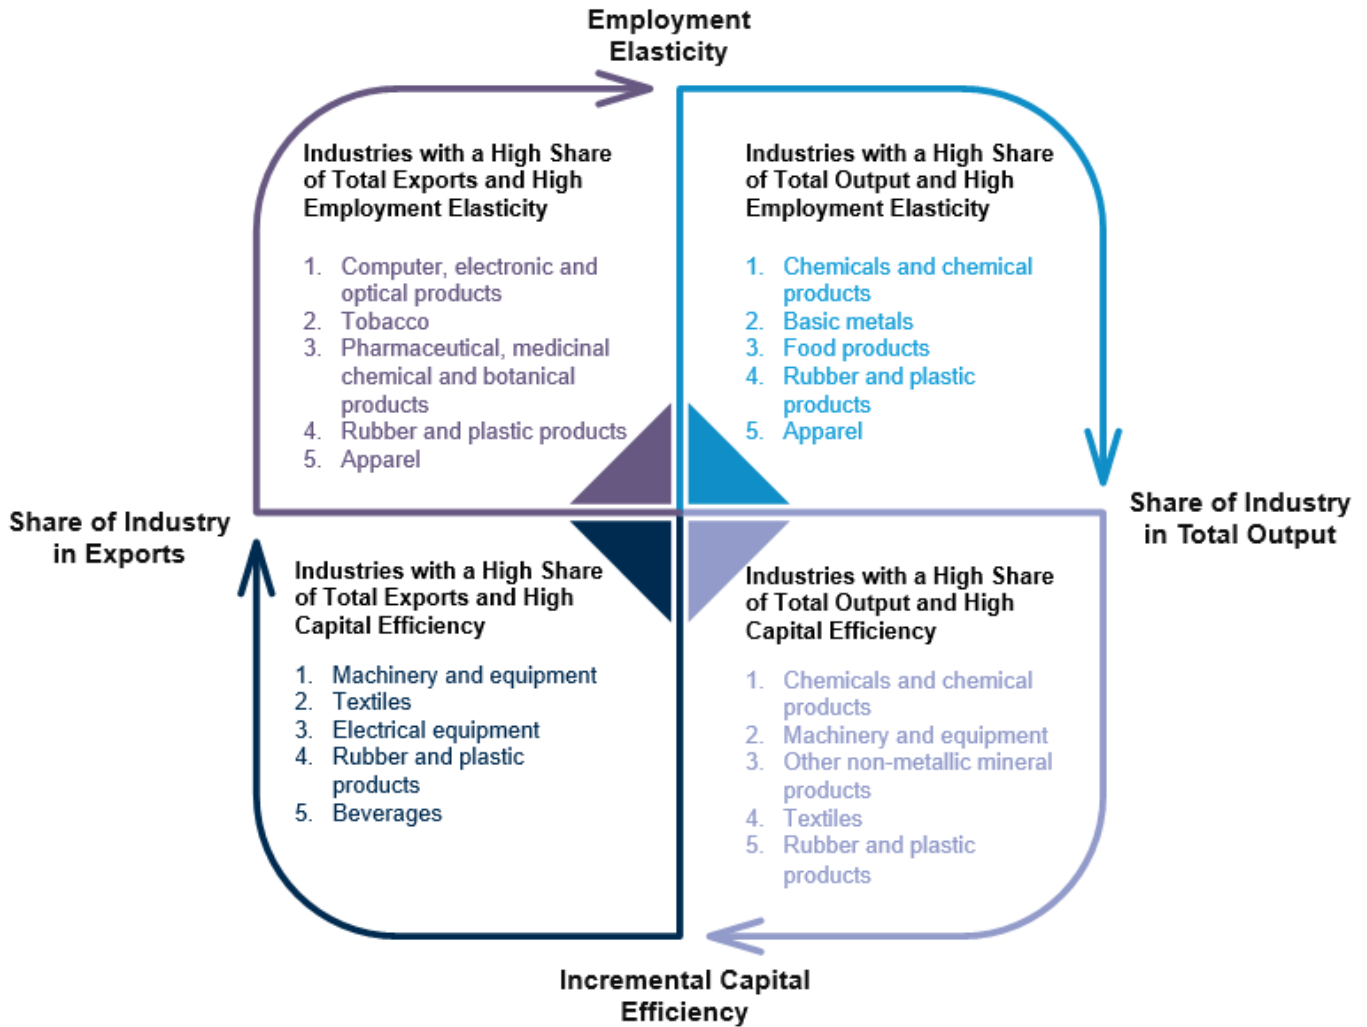 Employment
Elasticity
Industries with a High Share
of Total Exports and High
Employment Elasticity
1. Computer, electronic and
optical products
2. Tobacco
3. Pharmaceutical, medicinal
chemical and botanical
products
4. Rubber and plastic products
5. Apparel
Industries with a High Share
of Total Output and High
Employment Elasticity
1. Chemicals and chemical
products
2. Basic metals
3. Food products
4. Rubber and plastic
products
5. Apparel
Share of Industry
in Exports
Share of Industry
in Total Output
Industries with a High Share
of Total Exports and High
Capital Efficiency
1. Machinery and equipment
2. Textiles
3. Electrical equipment
4. Rubber and plastic
products
5. Beverages
Industries with a High Share
of Total Output and High
Capital Efficiency
1. Chemicals and chemical
products
2. Machinery and equipment
3. Other non-metallic mineral
products
4. Textiles
5. Rubber and plastic
products
Incremental Capital
Efficiency